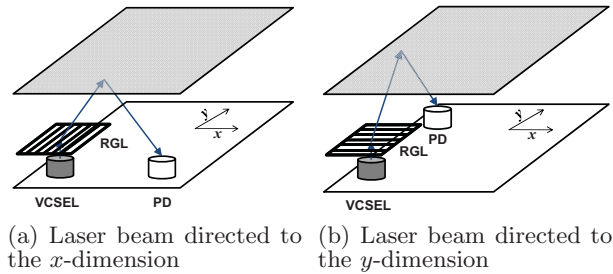 y
x
RGL
VCSEL
PD
y
x
PD
RGL
VCSEL
(a) Laser beam directed to
the x-dimension
(b) Laser beam directed to
the y-dimension